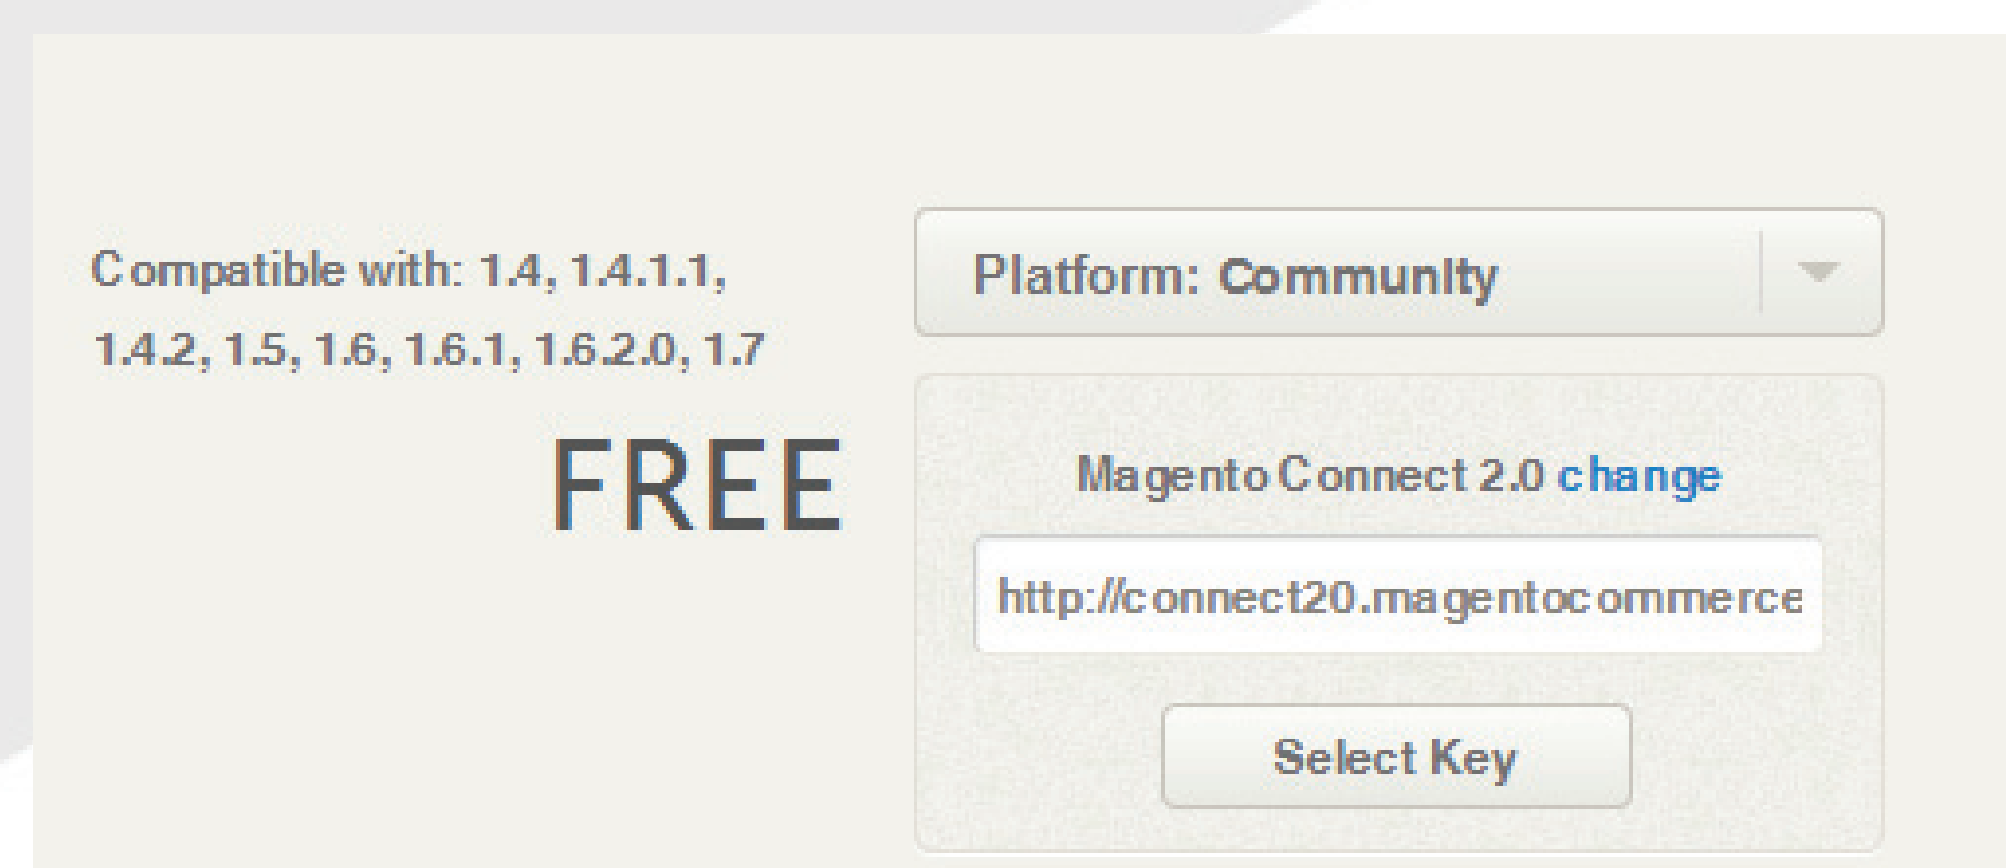 Compatible with: 1.4, 1.4.1.1,
1.4.2, 1.5, 1.6, 1.6.1, 1.6.2.0, 1.7
FREE
Platform: Community
Magento Connect 2.0 change
http://connect20.magentocommerce
Select Key